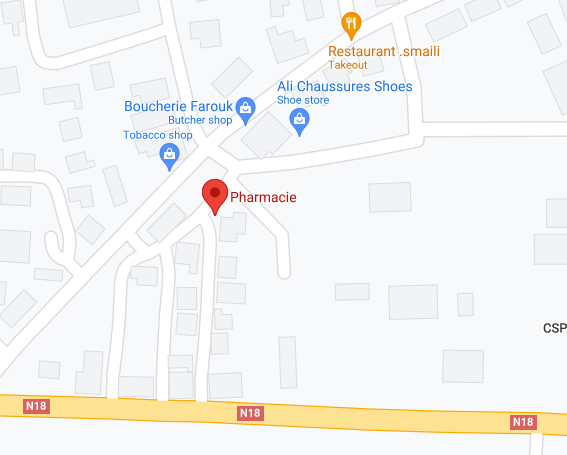 Restaurant .smaili
Takeout
Ali Chaussures Shoes
Shoe store
Boucherie Farouk
Butcher shop
Tobacco shop
Pharmacie
CSP
N18
N18
N18